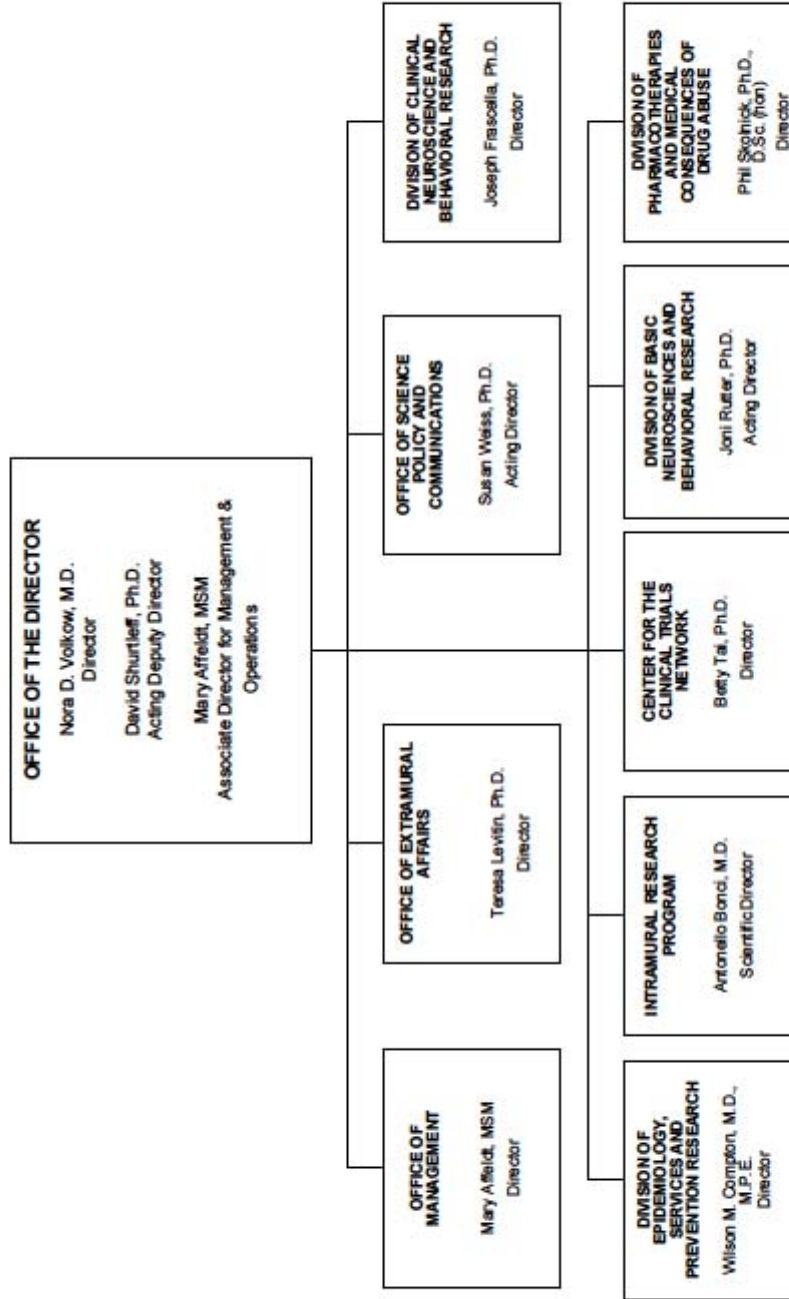 OFFICE OF THE DIRECTOR
Nora D. Volkow, M.D.
Director
David Shurtleff, Ph.D.
Acting Deputy Director
Mary Affeldt, MSM
Associate Director for Management &
Operations
OFFICE OF
MANAGEMENT
Mary Affeldt, MSM
Director
OFFICE OF EXTRAMURAL
AFFAIRS
Teresa Levitin, Ph.D.
Director
OFFICE OF SCIENCE
POLICY AND
COMMUNICATIONS
Susan Weiss, Ph.D.
Acting Director
DIVISION OF CLINICAL
NEUROSCIENCE AND
BEHAVIORAL RESEARCH
Joseph Frascella, Ph.D.
Director
DIVISION OF
EPIDEMIOLOGY,
SERVICES AND
PREVENTION RESEARCH
Wilson M. Compton, M.D.,
M.P.E.
Director
INTRAMURAL RESEARCH
PROGRAM
Antonello Bonci, M.D.
Scientific Director
CENTER FOR THE
CLINICAL TRIALS
NETWORK
Betty Tai, Ph.D.
Director
DIVISION OF BASIC
NEUROSCIENCES AND
BEHAVIORAL RESEARCH
Joni Rutter, Ph.D.
Acting Director
DIVISION OF
PHARMACOTHERAPIES
AND MEDICAL
CONSEQUENCES OF
DRUG ABUSE
Phil Skolnick, Ph.D.,
D.Sc. (hon)
Director